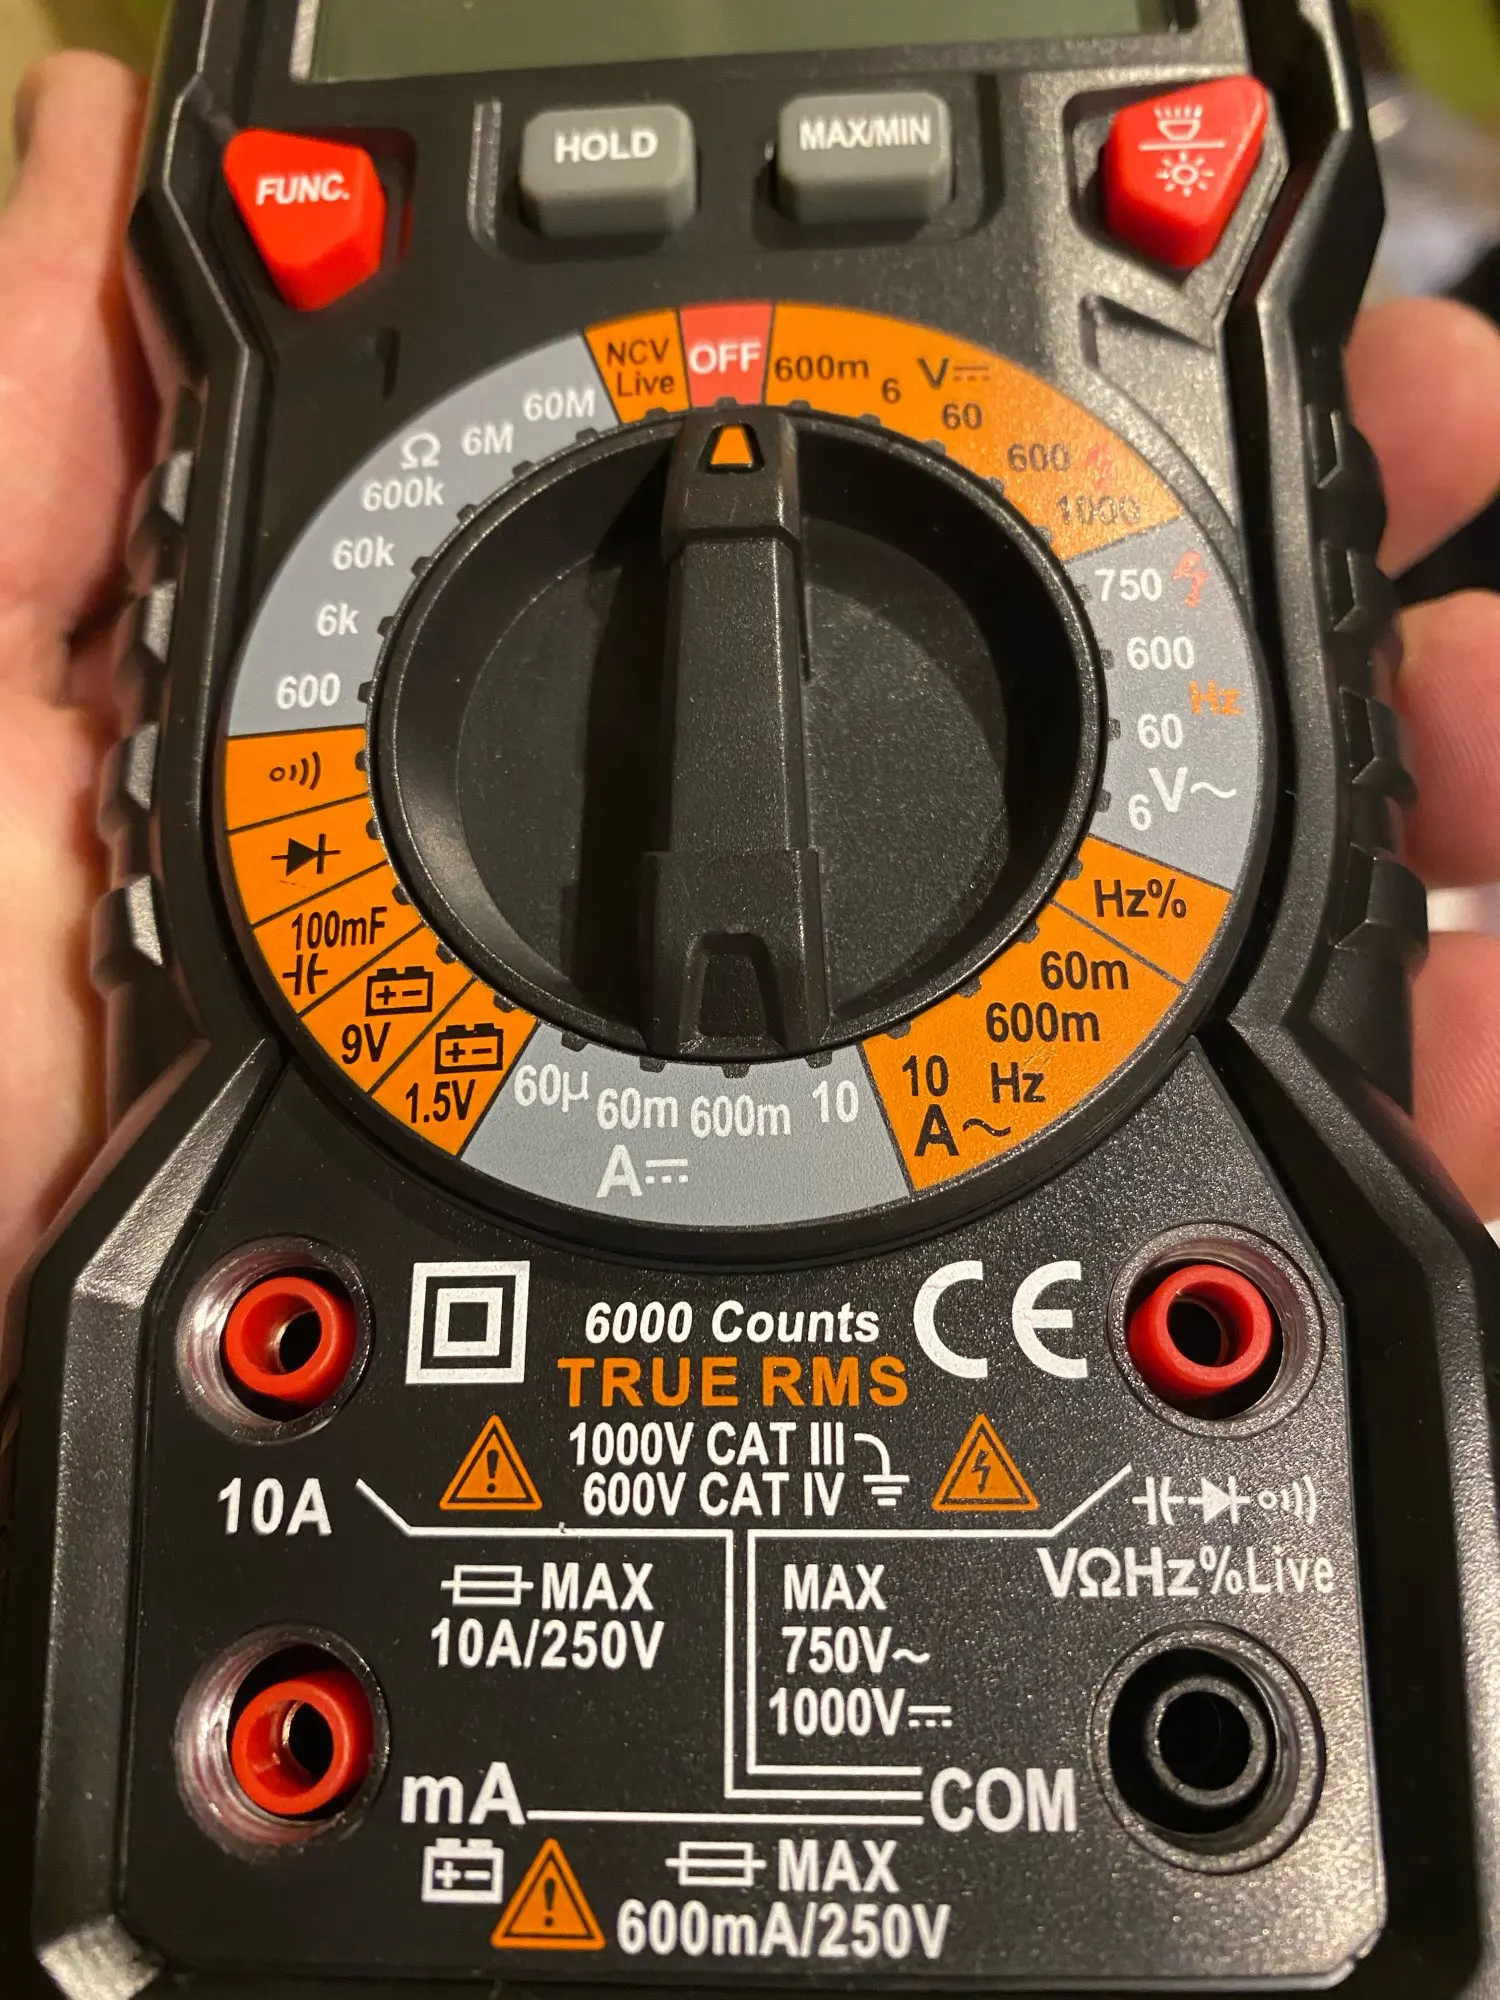 FUNC.
HOLD
MAX/MIN
NCV
Live
OFF
600m
6
V⎓
60
600
1000
750
600
Hz
60
6
V~
Hz%
60m
600m
10
Hz
A~
60µ
60m
600m
10
A⎓
1.5V
9V
100mF
600
6k
60k
600k
Ω
6M
60M
6000 Counts
CE
TRUE RMS
1000V CAT III
600V CAT IV
10A
VΩHz%Live
MAX
10A/250V
MAX
750V~
1000V⎓
mA
COM
MAX
600mA/250V